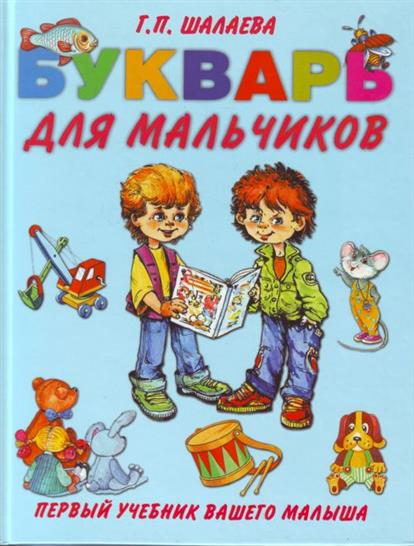 Г.П. ШАЛАЕВА
БУКВАРЬ
ДЛЯ МАЛЬЧИКОВ
ПЕРВЫЙ УЧЕБНИК ВАШЕГО МАЛЫША